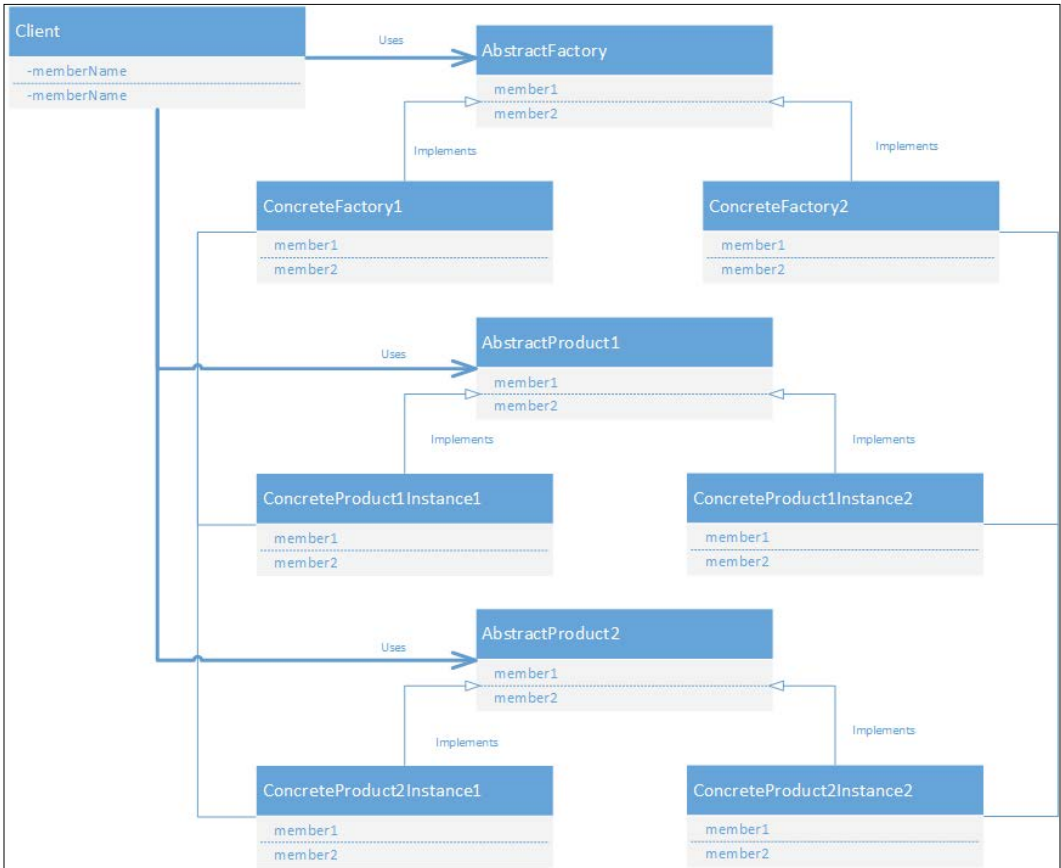 Client
-memberName
-memberName
Uses
AbstractFactory
member1
member2
Implements
Implements
ConcreteFactory1
member1
member2
ConcreteFactory2
member1
member2
Uses
AbstractProduct1
member1
member2
Implements
Implements
ConcreteProduct1Instance1
member1
member2
ConcreteProduct1Instance2
member1
member2
Uses
AbstractProduct2
member1
member2
Implements
Implements
ConcreteProduct2Instance1
member1
member2
ConcreteProduct2Instance2
member1
member2